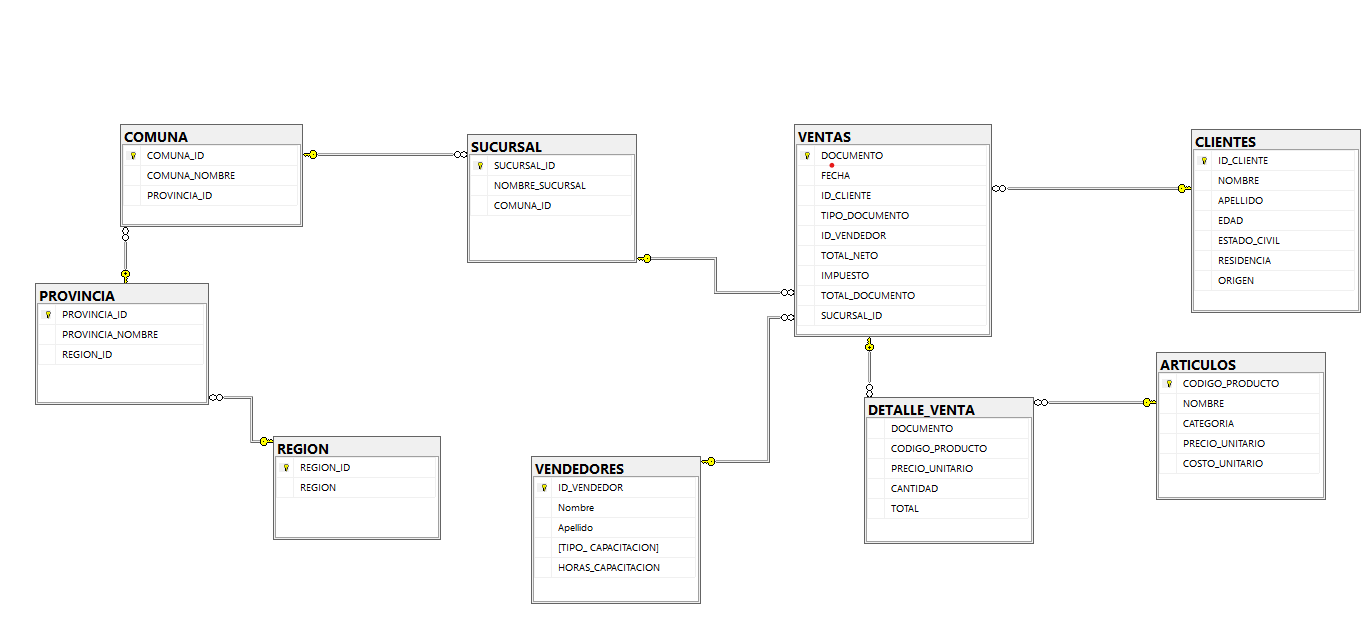 COMUNA
COMUNA_ID
COMUNA_NOMBRE
PROVINCIA_ID
SUCURSAL
SUCURSAL_ID
NOMBRE_SUCURSAL
COMUNA_ID
VENTAS
DOCUMENTO
FECHA
ID_CLIENTE
TIPO_DOCUMENTO
ID_VENDEDOR
TOTAL_NETO
IMPUESTO
TOTAL_DOCUMENTO
SUCURSAL_ID
CLIENTES
ID_CLIENTE
NOMBRE
APELLIDO
EDAD
ESTADO_CIVIL
RESIDENCIA
ORIGEN
PROVINCIA
PROVINCIA_ID
PROVINCIA_NOMBRE
REGION_ID
REGION
REGION_ID
REGION
VENDEDORES
ID_VENDEDOR
Nombre
Apellido
[TIPO_ CAPACITACION]
HORAS_CAPACITACION
DETALLE_VENTA
DOCUMENTO
CODIGO_PRODUCTO
PRECIO_UNITARIO
CANTIDAD
TOTAL
ARTICULOS
CODIGO_PRODUCTO
NOMBRE
CATEGORIA
PRECIO_UNITARIO
COSTO_UNITARIO